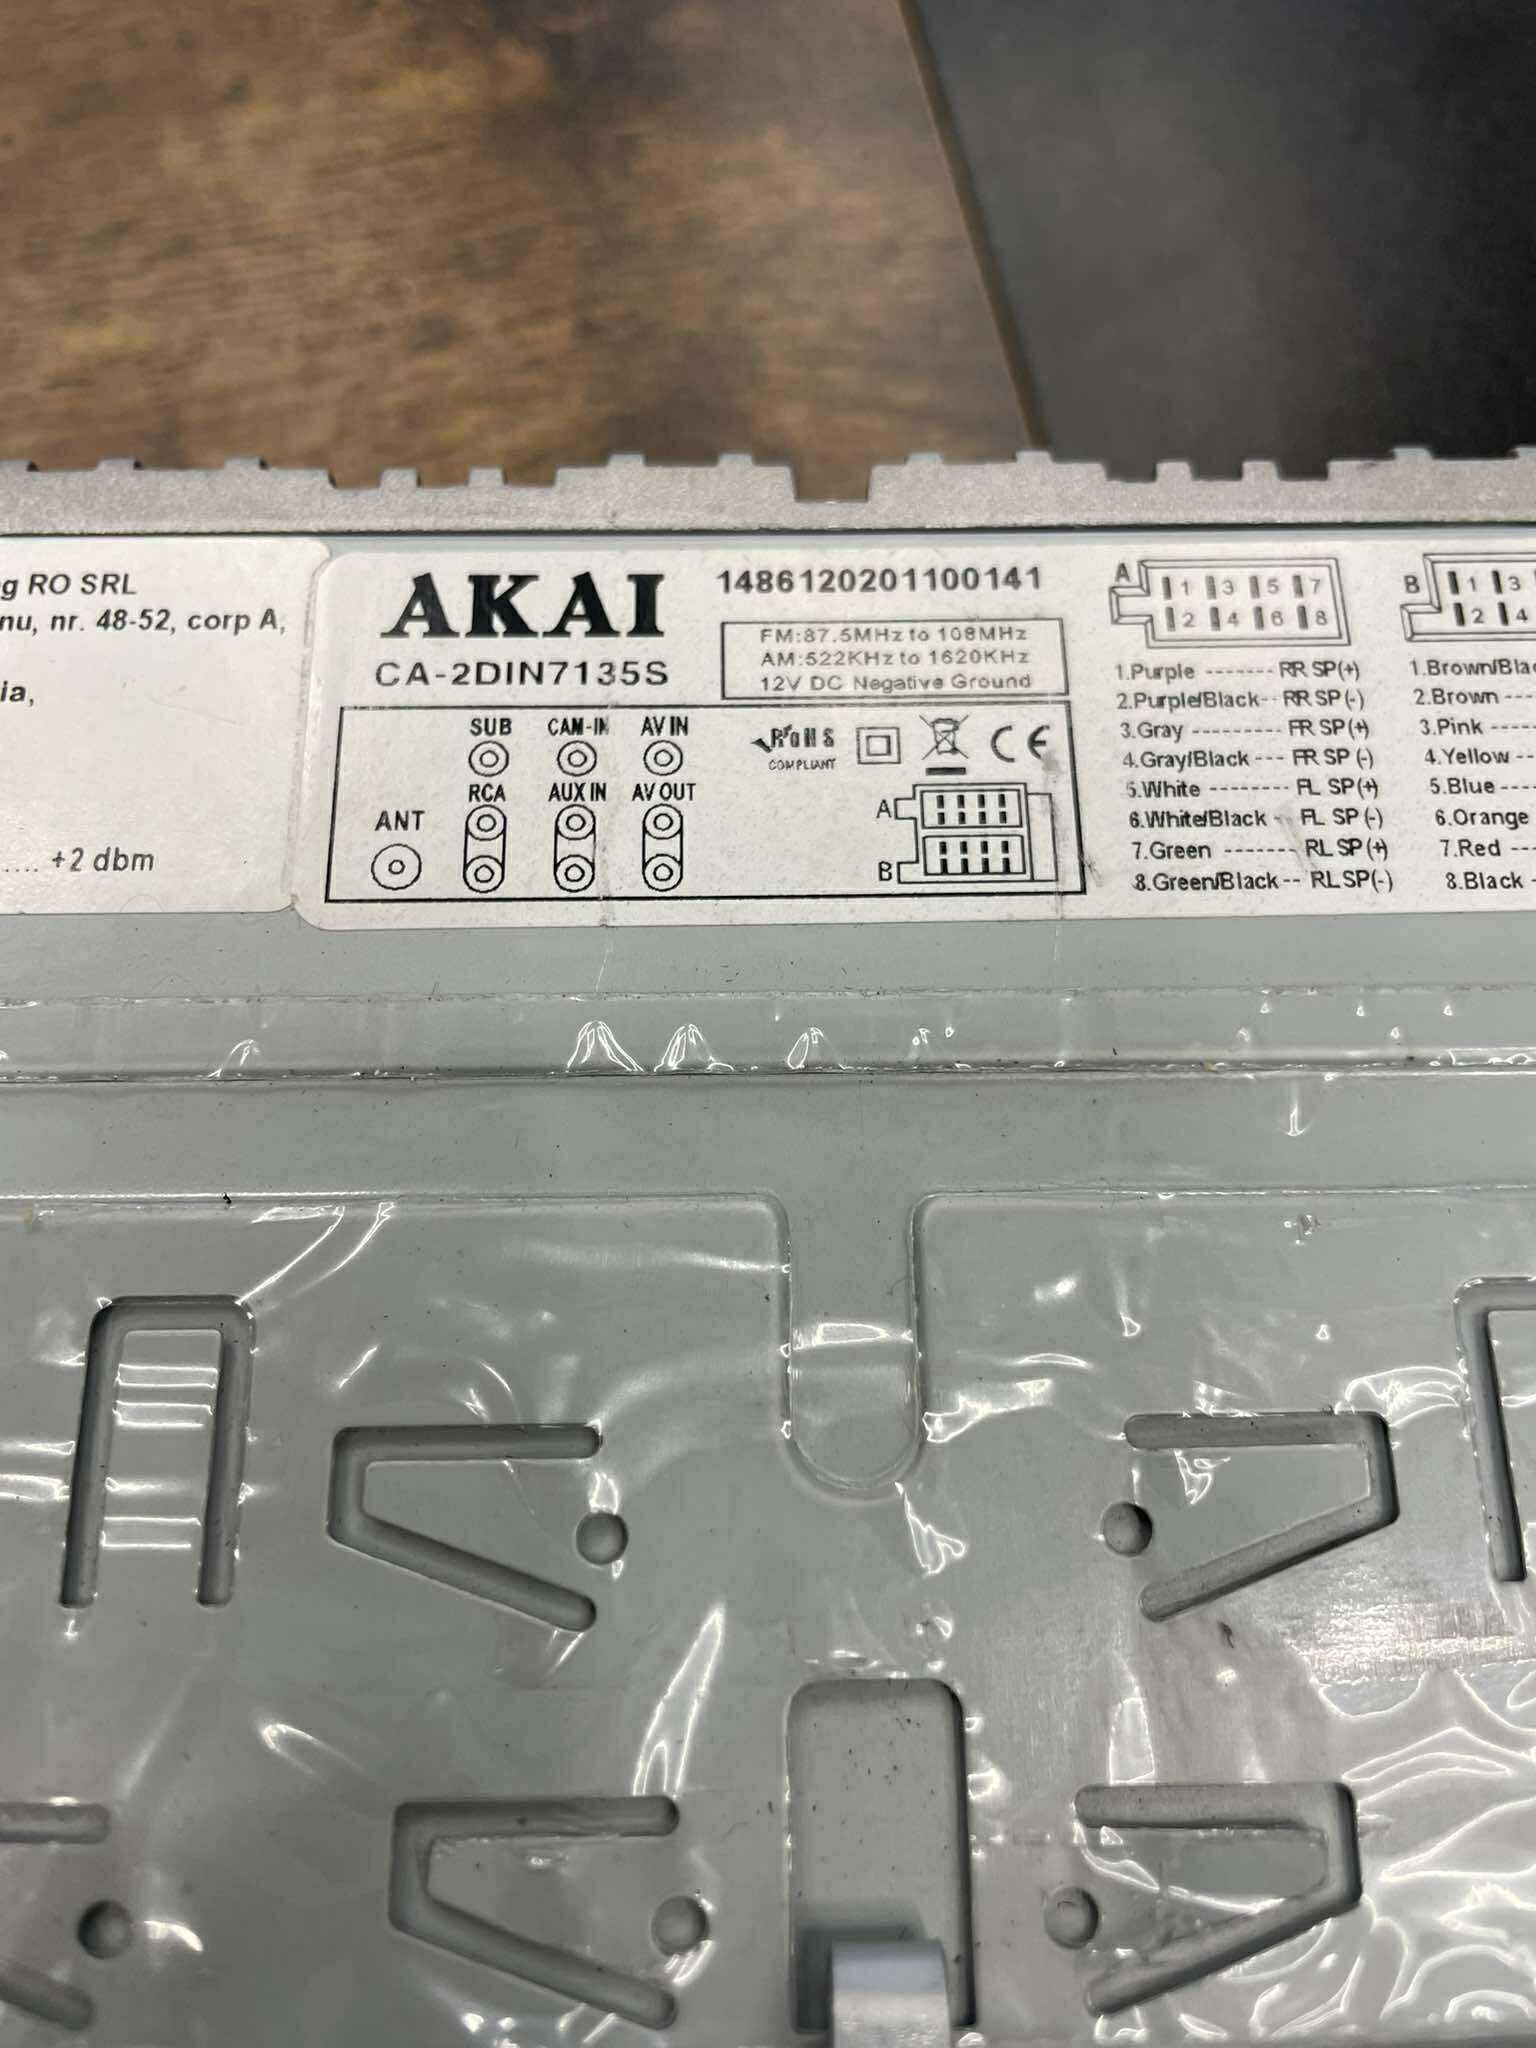 g RO SRL
nu, nr. 48-52, corp A,
ia,
.... +2 dbm
AKAI
CA-2DIN7135S
1486120201100141
FM:87.5MHz to 108MHz
AM:522KHz to 1620KHz
12V DC Negative Ground
SUB CAM-IN AV IN
RCA AUX IN AV OUT
ANT
RoHS
COMPLIANT
CE
A
B
A
1 3 5 7
2 4 6 8
1.Purple ------- RR SP(+)
2.Purple/Black-- RR SP(-)
3.Gray --------- FR SP(+)
4.Gray/Black --- FR SP(-)
5.White -------- FL SP(+)
6.White/Black - FL SP(-)
7.Green ------- RL SP(+)
8.Green/Black-- RL SP(-)
B
1 3
2 4
1.Brown/Blac
2.Brown ---
3.Pink ----
4.Yellow --
5.Blue ----
6.Orange
7.Red ---
8.Black -